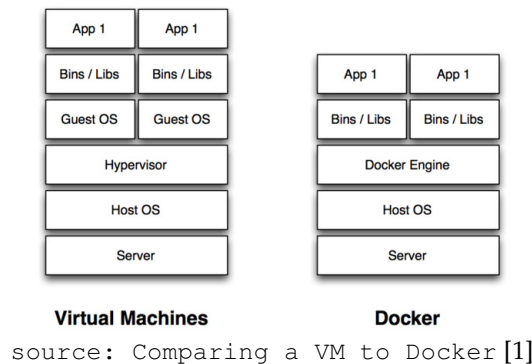 App 1 App 1
Bins / Libs Bins / Libs
Guest OS Guest OS
Hypervisor
Host OS
Server
Virtual Machines
App 1 App 1
Bins / Libs Bins / Libs
Docker Engine
Host OS
Server
Docker
source: Comparing a VM to Docker [1]